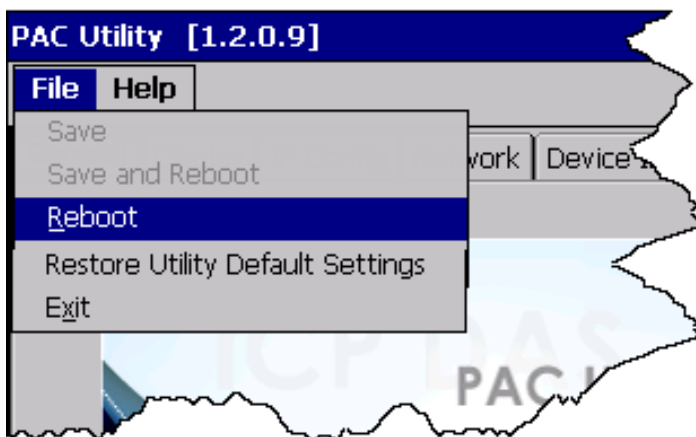 PAC Utility [1.2.0.9]
File Help
Save
Save and Reboot
work Device
Reboot
Restore Utility Default Settings
Exit
ICP DAS
PAC